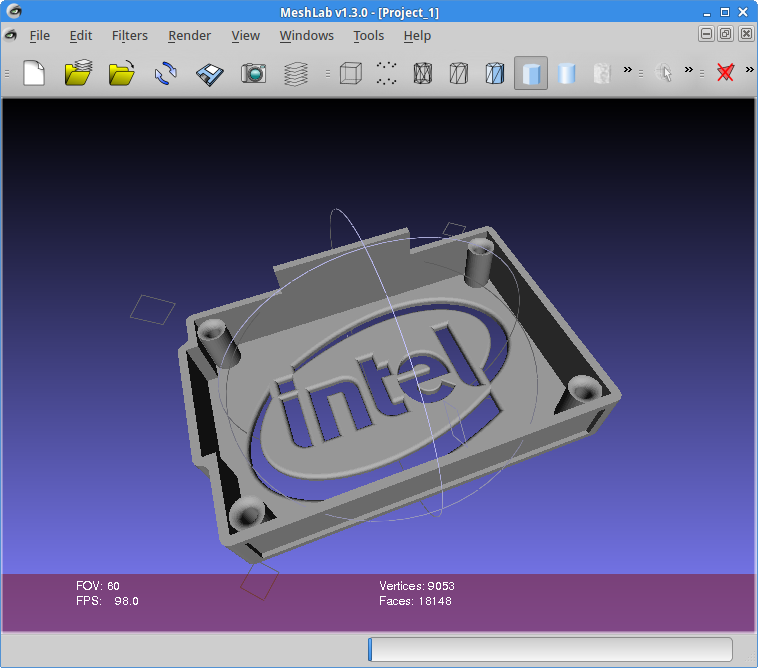 MeshLab v1.3.0 - [Project_1]
File Edit Filters Render View Windows Tools Help
intel
FOV: 60 Vertices: 9053
FPS: 98.0 Faces: 18148